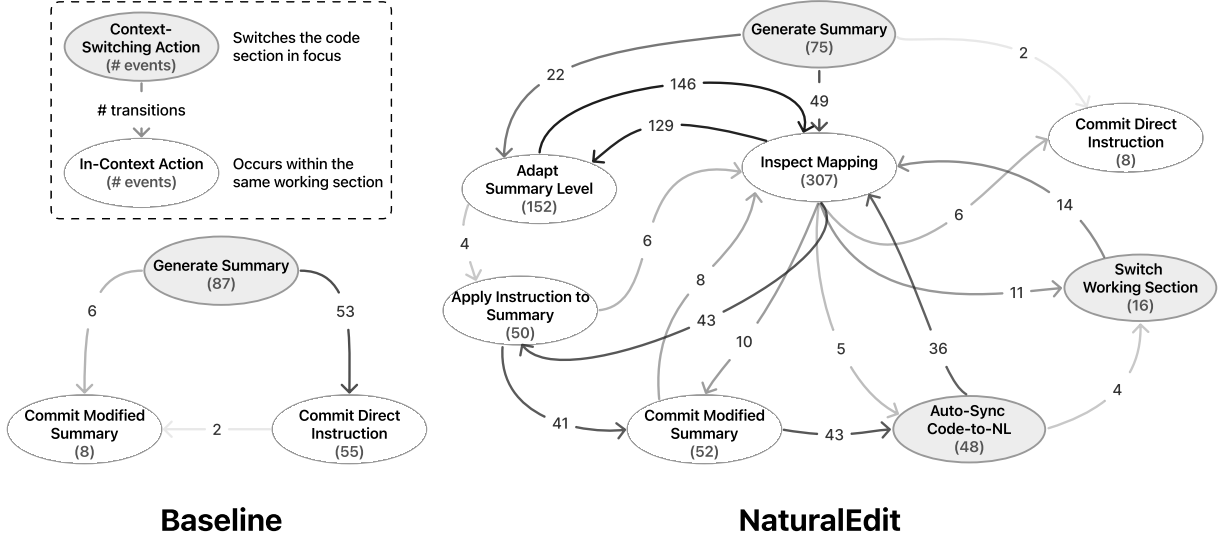 Context-
Switching Action
(# events)
Switches the code
section in focus
# transitions
In-Context Action
(# events)
Occurs within the
same working section
Generate Summary
(87)
6
53
Commit Modified
Summary
(8)
2
Commit Direct
Instruction
(55)
Baseline
Generate Summary
(75)
2
22
146
49
129
Commit Direct
Instruction
(8)
Inspect Mapping
(307)
Adapt
Summary Level
(152)
14
6
4
6
8
11
Switch
Working Section
(16)
Apply Instruction to
Summary
(50)
43
10
5
36
4
41
Commit Modified
Summary
(52)
43
Auto-Sync
Code-to-NL
(48)
NaturalEdit